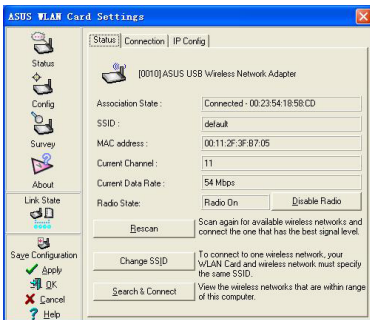 ASUS WLAN Card Settings
Status
Config
Survey
About
Link State
Save Configuration
Apply
OK
Cancel
Help
Status Connection IP Config
[0010] ASUS USB Wireless Network Adapter
Association State : Connected - 00:23:54:18:58:CD
SSID : default
MAC address : 00:11:2F:3F:B7:05
Current Channel : 11
Current Data Rate : 54 Mbps
Radio State: Radio On Disable Radio
Rescan
Scan again for available wireless networks and
connect the one that has the best signal level.
Change SSID
To connect to one wireless network, your
WLAN Card and wireless network must specify
the same SSID.
Search & Connect
View the wireless networks that are within range
of this computer.